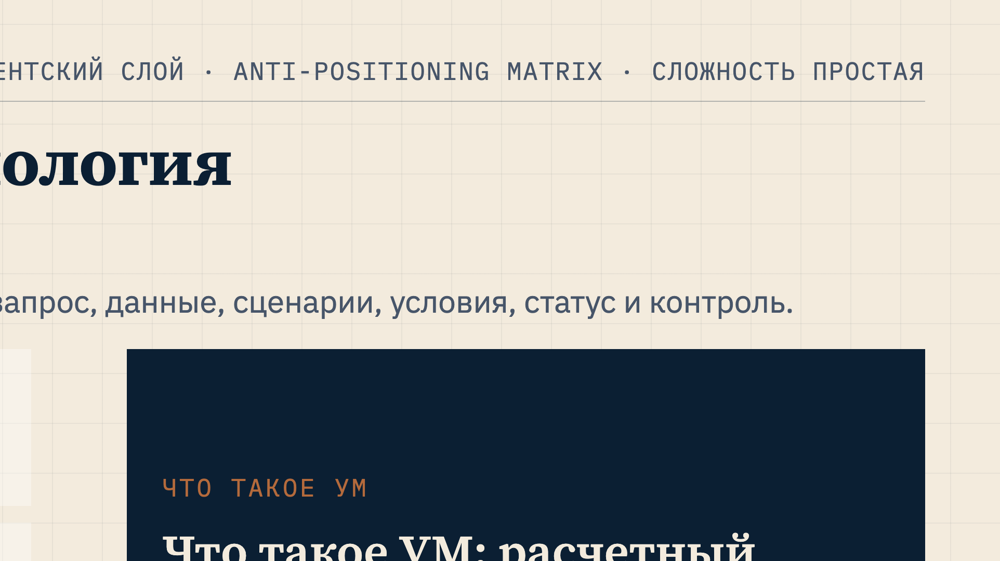 ЕНТСКИЙ СЛОЙ · ANTI-POSITIONING MATRIX · СЛОЖНОСТЬ ПРОСТАЯ
ология
запрос, данные, сценарии, условия, статус и контроль.
ЧТО ТАКОЕ УМ
Что такое УМ: расчетный